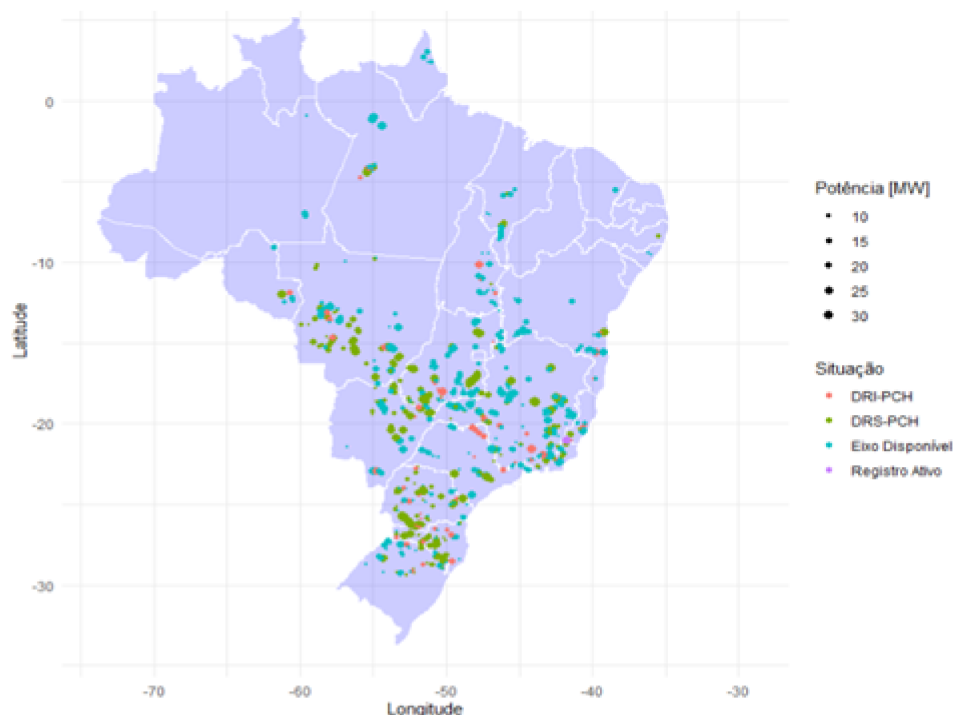 0
-10
-20
-30
Latitude
-70
-60
-50
-40
-30
Longitude
Potência [MW]
10
15
20
25
30
Situação
DRI-PCH
DRS-PCH
Eixo Disponível
Registro Ativo